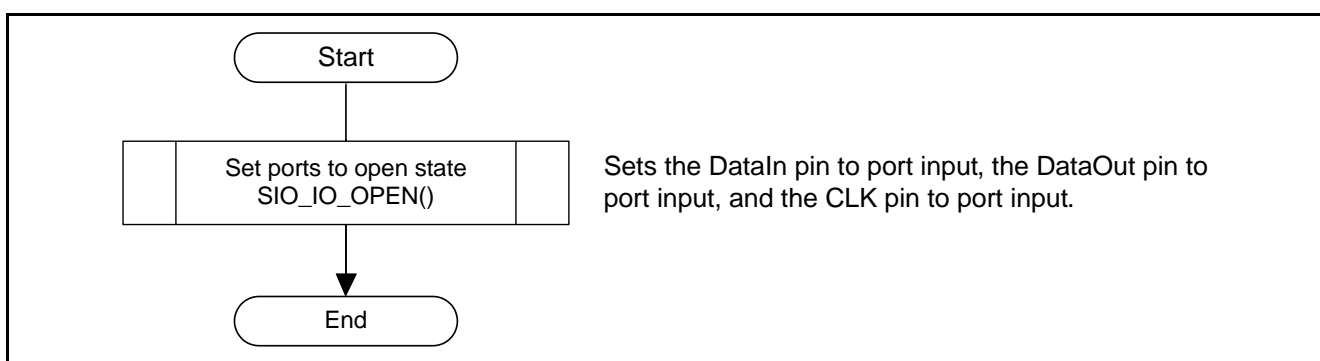 Start
Set ports to open state
SIO_IO_OPEN()
Sets the DataIn pin to port input, the DataOut pin to
port input, and the CLK pin to port input.
End